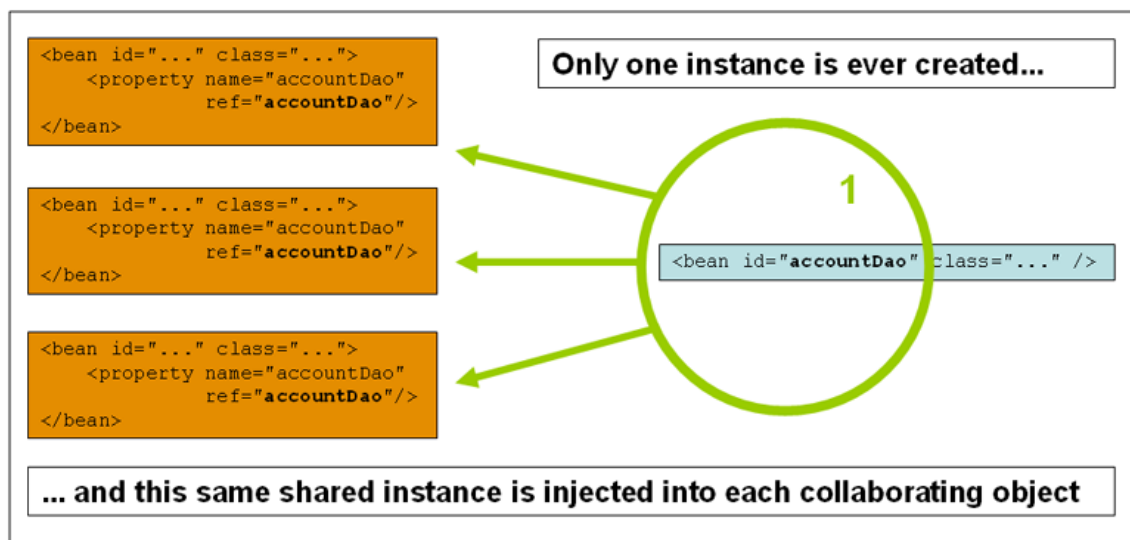 <bean id="..." class="...">
    <property name="accountDao"
              ref="accountDao"/>
</bean>
Only one instance is ever created...
1
<bean id="..." class="...">
    <property name="accountDao"
              ref="accountDao"/>
</bean>
<bean id="accountDao" class="..." />
<bean id="..." class="...">
    <property name="accountDao"
              ref="accountDao"/>
</bean>
... and this same shared instance is injected into each collaborating object